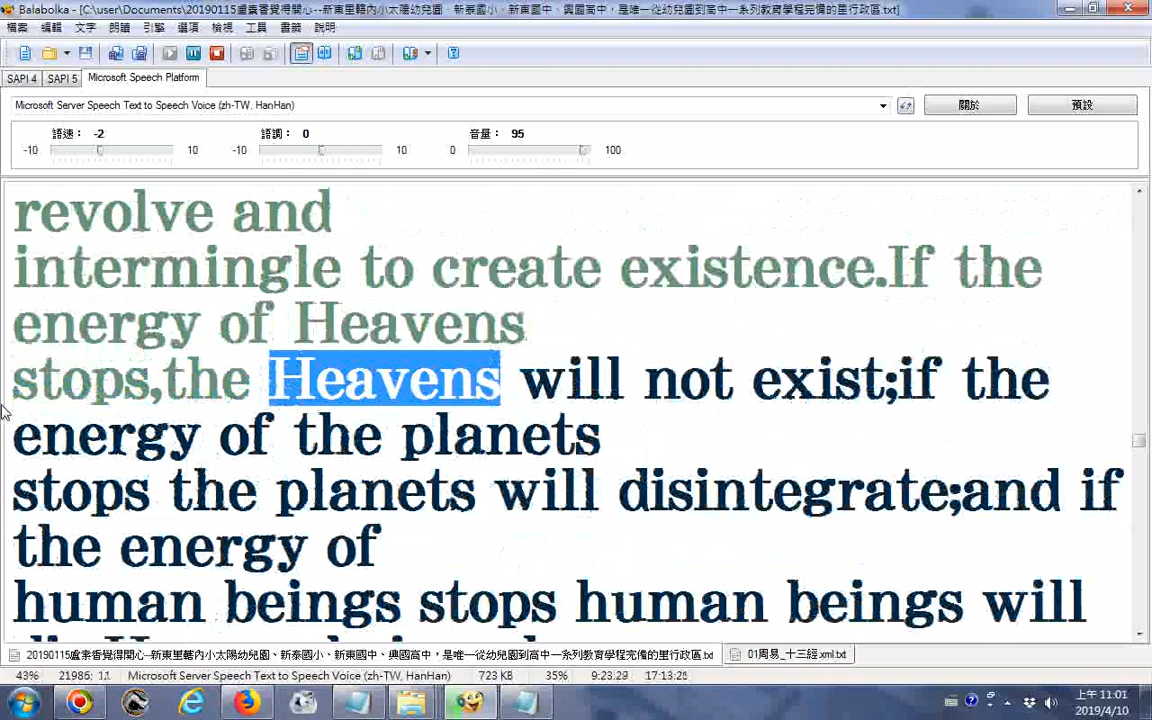 Balabolka - [C:\user\Documents\20190115盧素香覺得開心--新東里轄內小太陽幼兒園、新泰國小、新東國中、興國高中，是唯一從幼兒園到高中一系列教育學程完備的里行政區.txt]
檔案 編輯 文字 朗讀 引擎 選項 檢視 工具 書籤 說明
SAPI 4 SAPI 5 Microsoft Speech Platform
Microsoft Server Speech Text to Speech Voice (zh-TW, HanHan) 關於 預設
語速： -2 語調： 0 音量： 95
-10 10 -10 10 0 100
revolve and
intermingle to create existence.If the
energy of Heavens
stops,the Heavens will not exist;if the
energy of the planets
stops the planets will disintegrate;and if
the energy of
human beings stops human beings will
20190115盧素香覺得開心--新東里轄內小太陽幼兒園、新泰國小、新東國中、興國高中，是唯一從幼兒園到高中一系列教育學程完備的里行政區.txt 01周易_十三經.xml.txt
43% 21985: 11 Microsoft Server Speech Text to Speech Voice (zh-TW, HanHan) 723 KB 35% 9:23:29 17:13:28
上午 11:01
2019/4/10